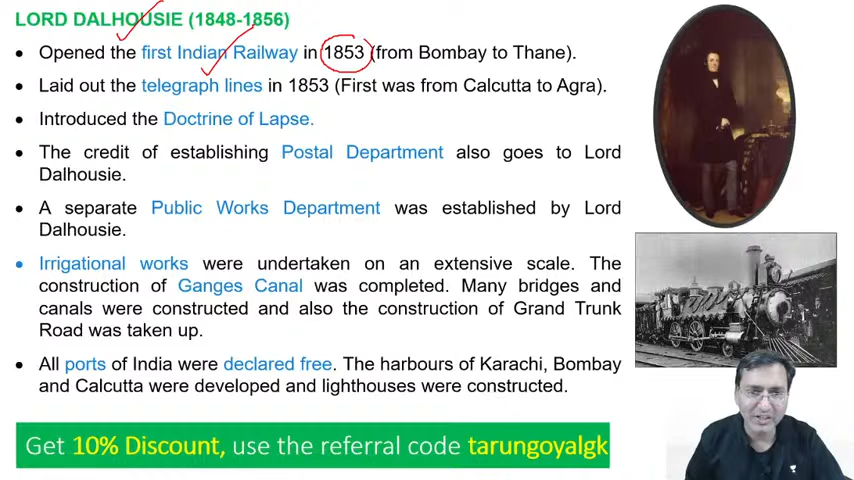 LORD DALHOUSIE (1848-1856)
• Opened the first Indian Railway in 1853 (from Bombay to Thane).
• Laid out the telegraph lines in 1853 (First was from Calcutta to Agra).
• Introduced the Doctrine of Lapse.
• The credit of establishing Postal Department also goes to Lord
Dalhousie.
• A separate Public Works Department was established by Lord
Dalhousie.
• Irrigational works were undertaken on an extensive scale. The
construction of Ganges Canal was completed. Many bridges and
canals were constructed and also the construction of Grand Trunk
Road was taken up.
• All ports of India were declared free. The harbours of Karachi, Bombay
and Calcutta were developed and lighthouses were constructed.
Get 10% Discount, use the referral code tarungoyalgk